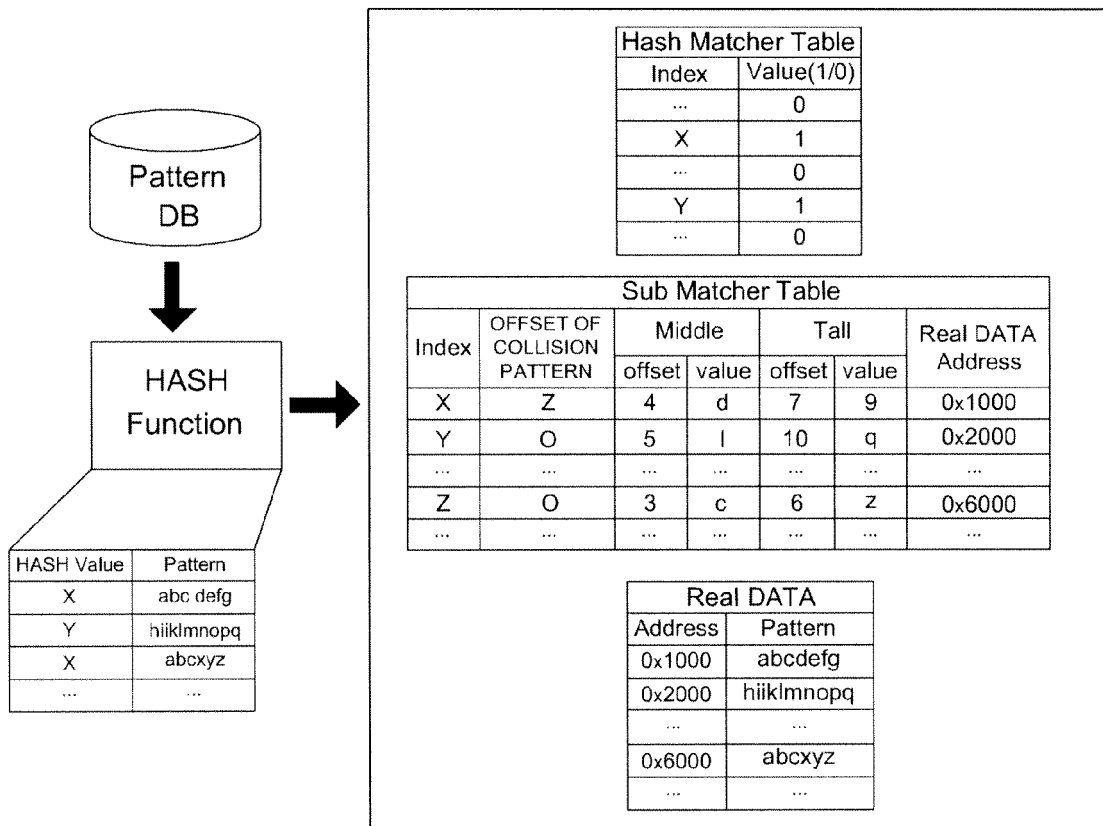 Pattern
DB
HASH
Function
HASH Value Pattern
X abc defg
Y hiiklmnopq
X abcxyz
... ...
Hash Matcher Table
Index Value(1/0)
... 0
X 1
... 0
Y 1
... 0
Sub Matcher Table
Index OFFSET OF COLLISION PATTERN Middle Tall Real DATA Address
offset value offset value
X Z 4 d 7 9 0x1000
Y O 5 l 10 q 0x2000
... ... ... ... ... ... ...
Z O 3 c 6 z 0x6000
... ... ... ... ... ... ...
Real DATA
Address Pattern
0x1000 abcdefg
0x2000 hiiklmnopq
... ...
0x6000 abcxyz
... ...